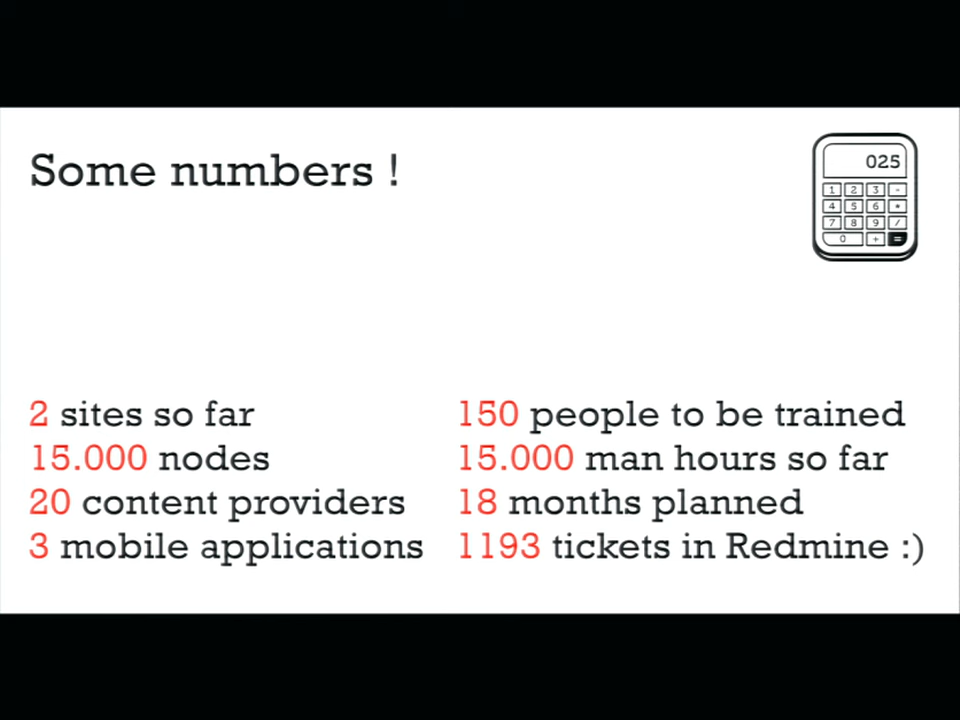 Some numbers !
025
1 2 3 -
4 5 6 *
7 8 9 /
0 + =
2 sites so far
15.000 nodes
20 content providers
3 mobile applications
150 people to be trained
15.000 man hours so far
18 months planned
1193 tickets in Redmine :)